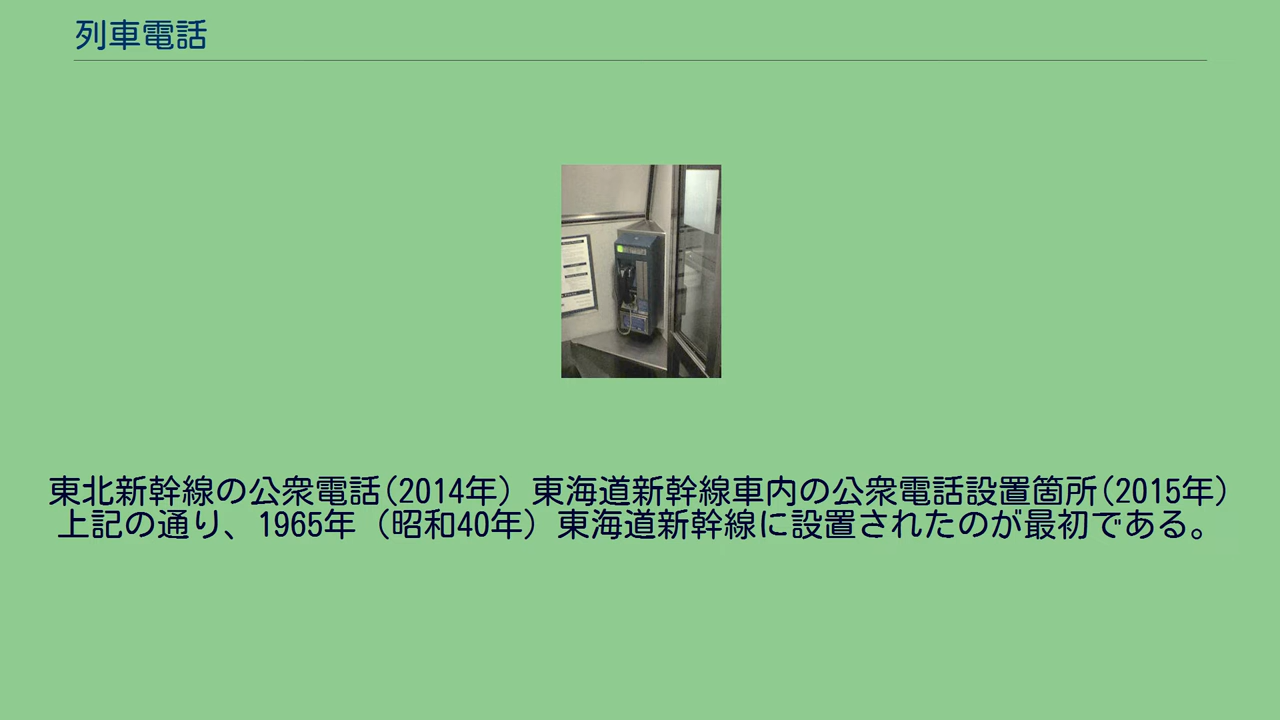 列車電話
東北新幹線の公衆電話(2014年) 東海道新幹線車内の公衆電話設置箇所(2015年)
上記の通り、1965年（昭和40年）東海道新幹線に設置されたのが最初である。